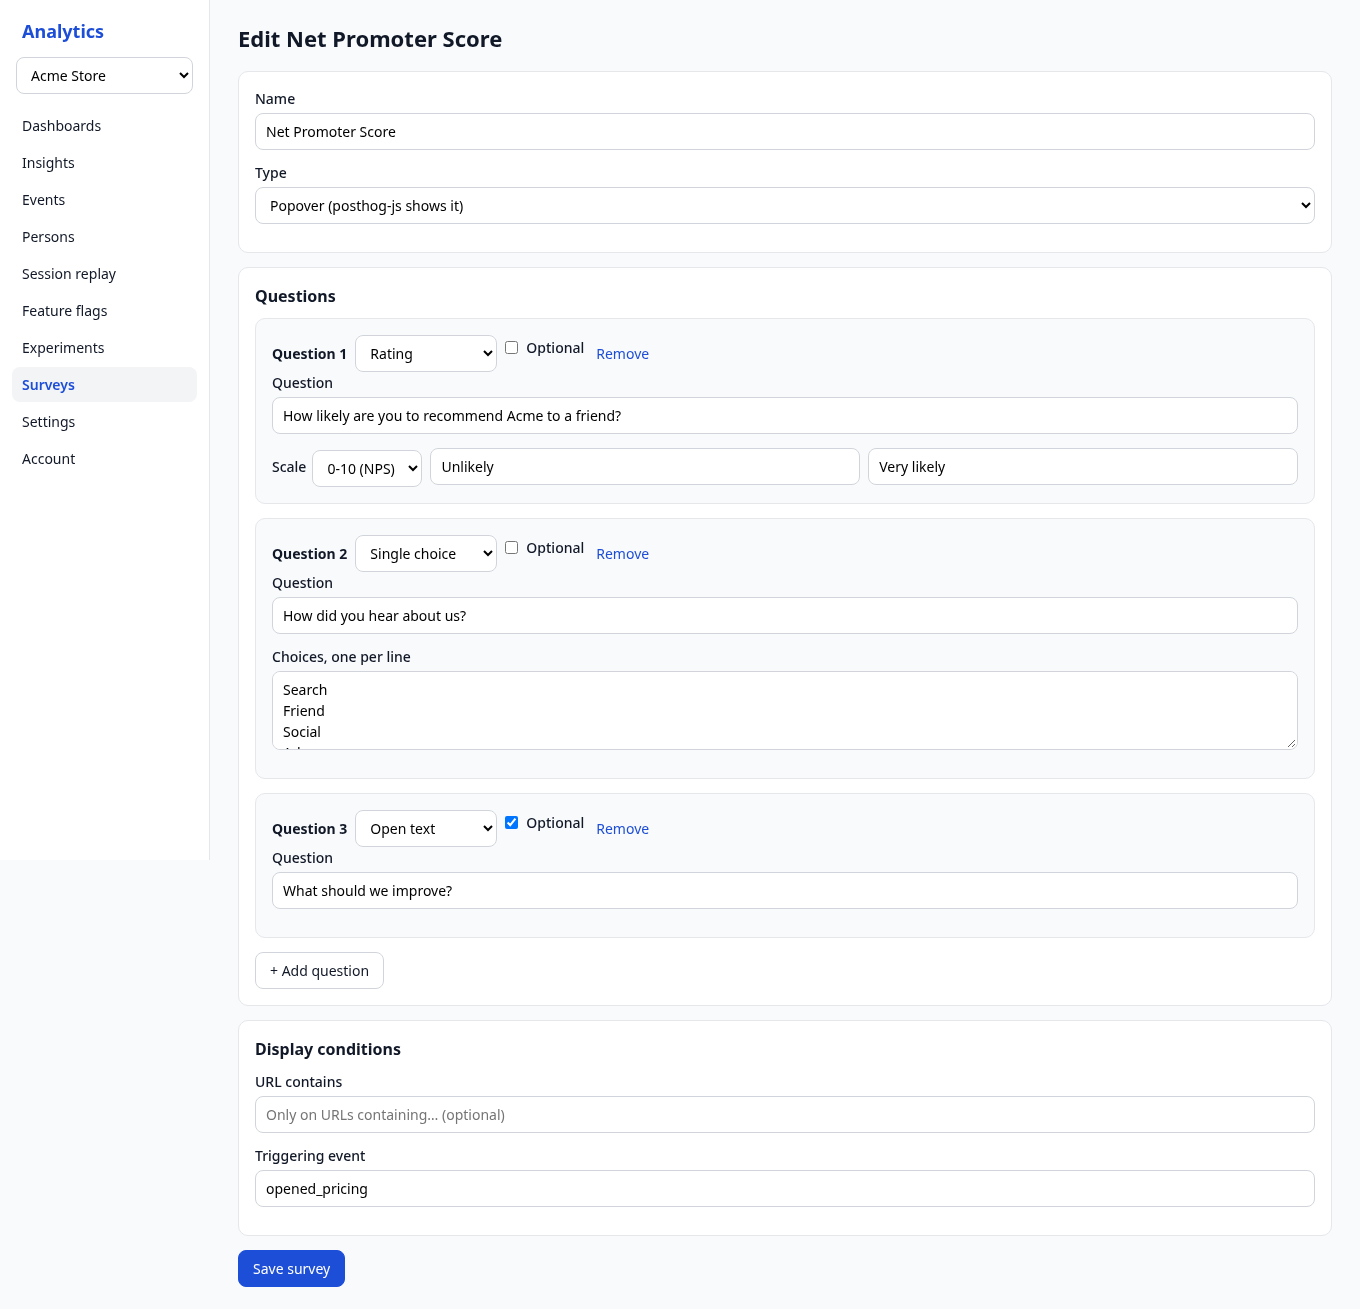 Analytics
Acme Store
Dashboards
Insights
Events
Persons
Session replay
Feature flags
Experiments
Surveys
Settings
Account
Edit Net Promoter Score
Name
Net Promoter Score
Type
Popover (posthog-js shows it)
Questions
Question 1 Rating Optional Remove
Question
How likely are you to recommend Acme to a friend?
Scale 0-10 (NPS) Unlikely Very likely
Question 2 Single choice Optional Remove
Question
How did you hear about us?
Choices, one per line
Search
Friend
Social
Question 3 Open text Optional Remove
Question
What should we improve?
+ Add question
Display conditions
URL contains
Only on URLs containing... (optional)
Triggering event
opened_pricing
Save survey